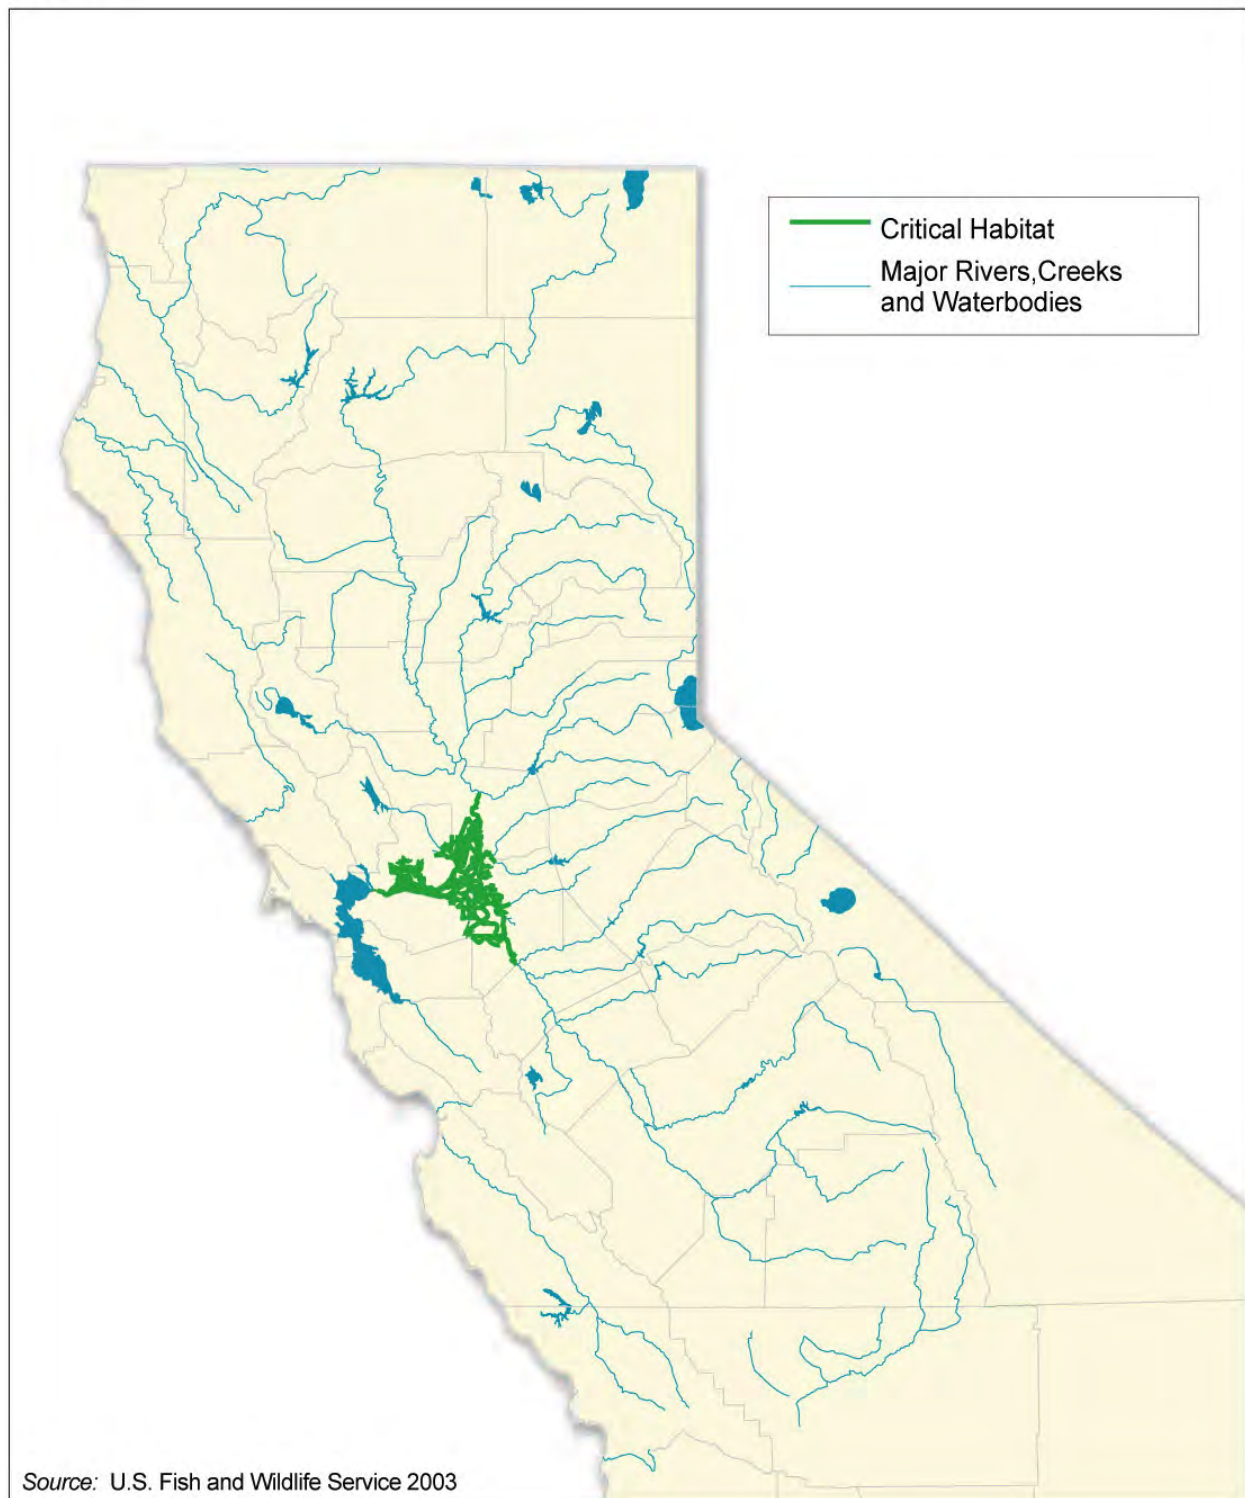 Critical Habitat
Major Rivers,Creeks
and Waterbodies
Source: U.S. Fish and Wildlife Service 2003